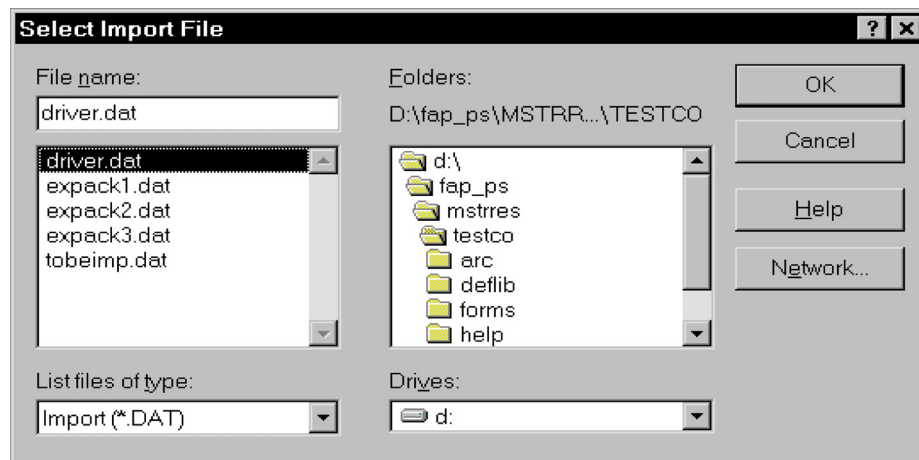 Select Import File
File name:
driver.dat
driver.dat
expack1.dat
expack2.dat
expack3.dat
tobeimp.dat
List files of type:
Import (*.DAT)
Folders:
D:\fap_ps\MSTRR...\TESTCO
d:\
fap_ps
mstrres
testco
arc
deflib
forms
help
Drives:
d:
OK
Cancel
Help
Network...